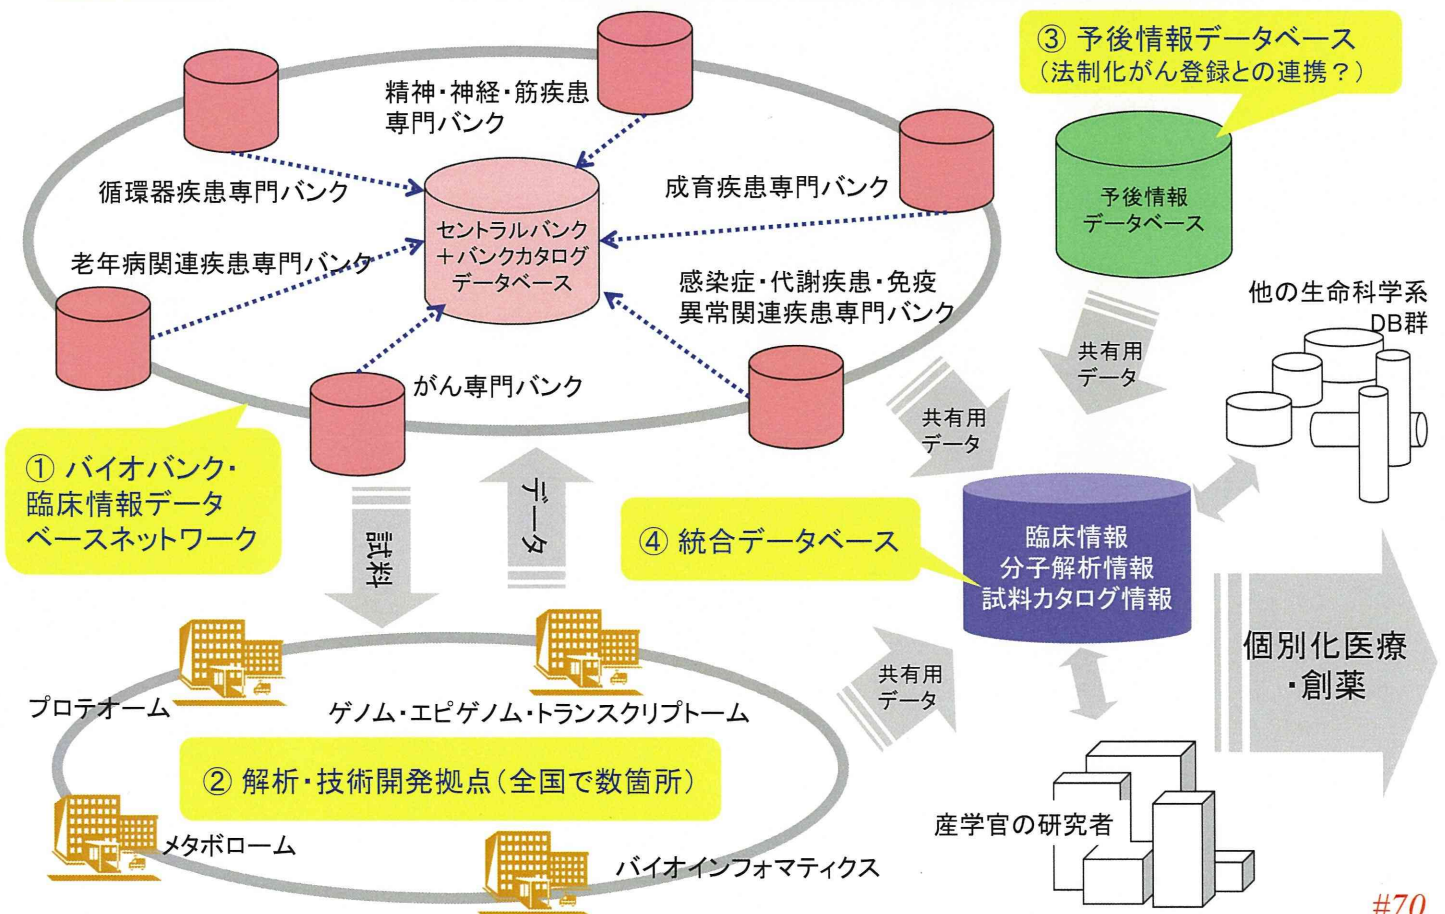 ③ 予後情報データベース
(法制化がん登録との連携？)
精神・神経・筋疾患
専門バンク
循環器疾患専門バンク
成育疾患専門バンク
セントラルバンク
＋バンクカタログ
データベース
老年病関連疾患専門バンク
感染症・代謝疾患・免疫
異常関連疾患専門バンク
がん専門バンク
予後情報
データベース
他の生命科学系
DB群
共有用
データ
共有用
データ
① バイオバンク・
臨床情報データ
ベースネットワーク
試料
データ
④ 統合データベース
臨床情報
分子解析情報
試料カタログ情報
個別化医療
・創薬
共有用
データ
プロテオーム
ゲノム・エピゲノム・トランスクリプトーム
② 解析・技術開発拠点(全国で数箇所)
メタボローム
バイオインフォマティクス
産学官の研究者
#70